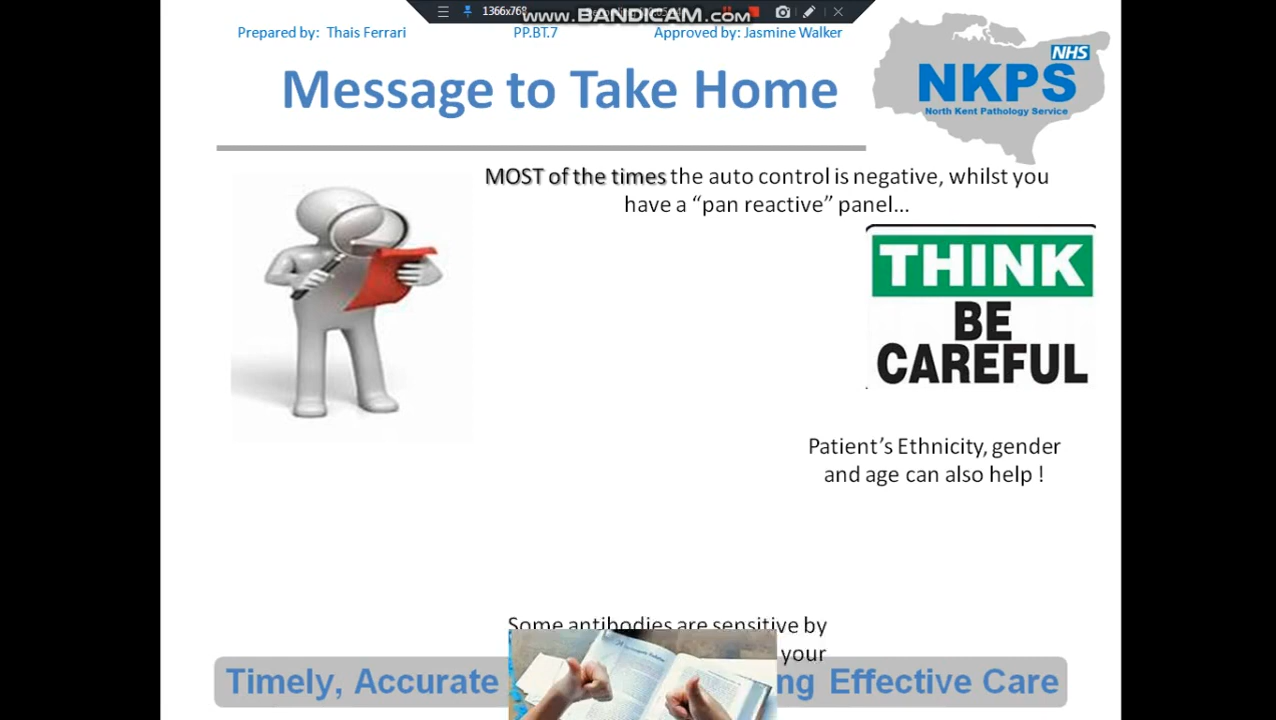 1366x768
www.BANDICAM.com
Prepared by: Thais Ferrari
PP.BT.7
Approved by: Jasmine Walker
NHS
NKPS
North Kent Pathology Service
Message to Take Home
MOST of the times the auto control is negative, whilst you
have a “pan reactive” panel...
THINK
BE
CAREFUL
Patient’s Ethnicity, gender
and age can also help !
Some antibodies are sensitive by
your
Timely, Accurate
ng Effective Care